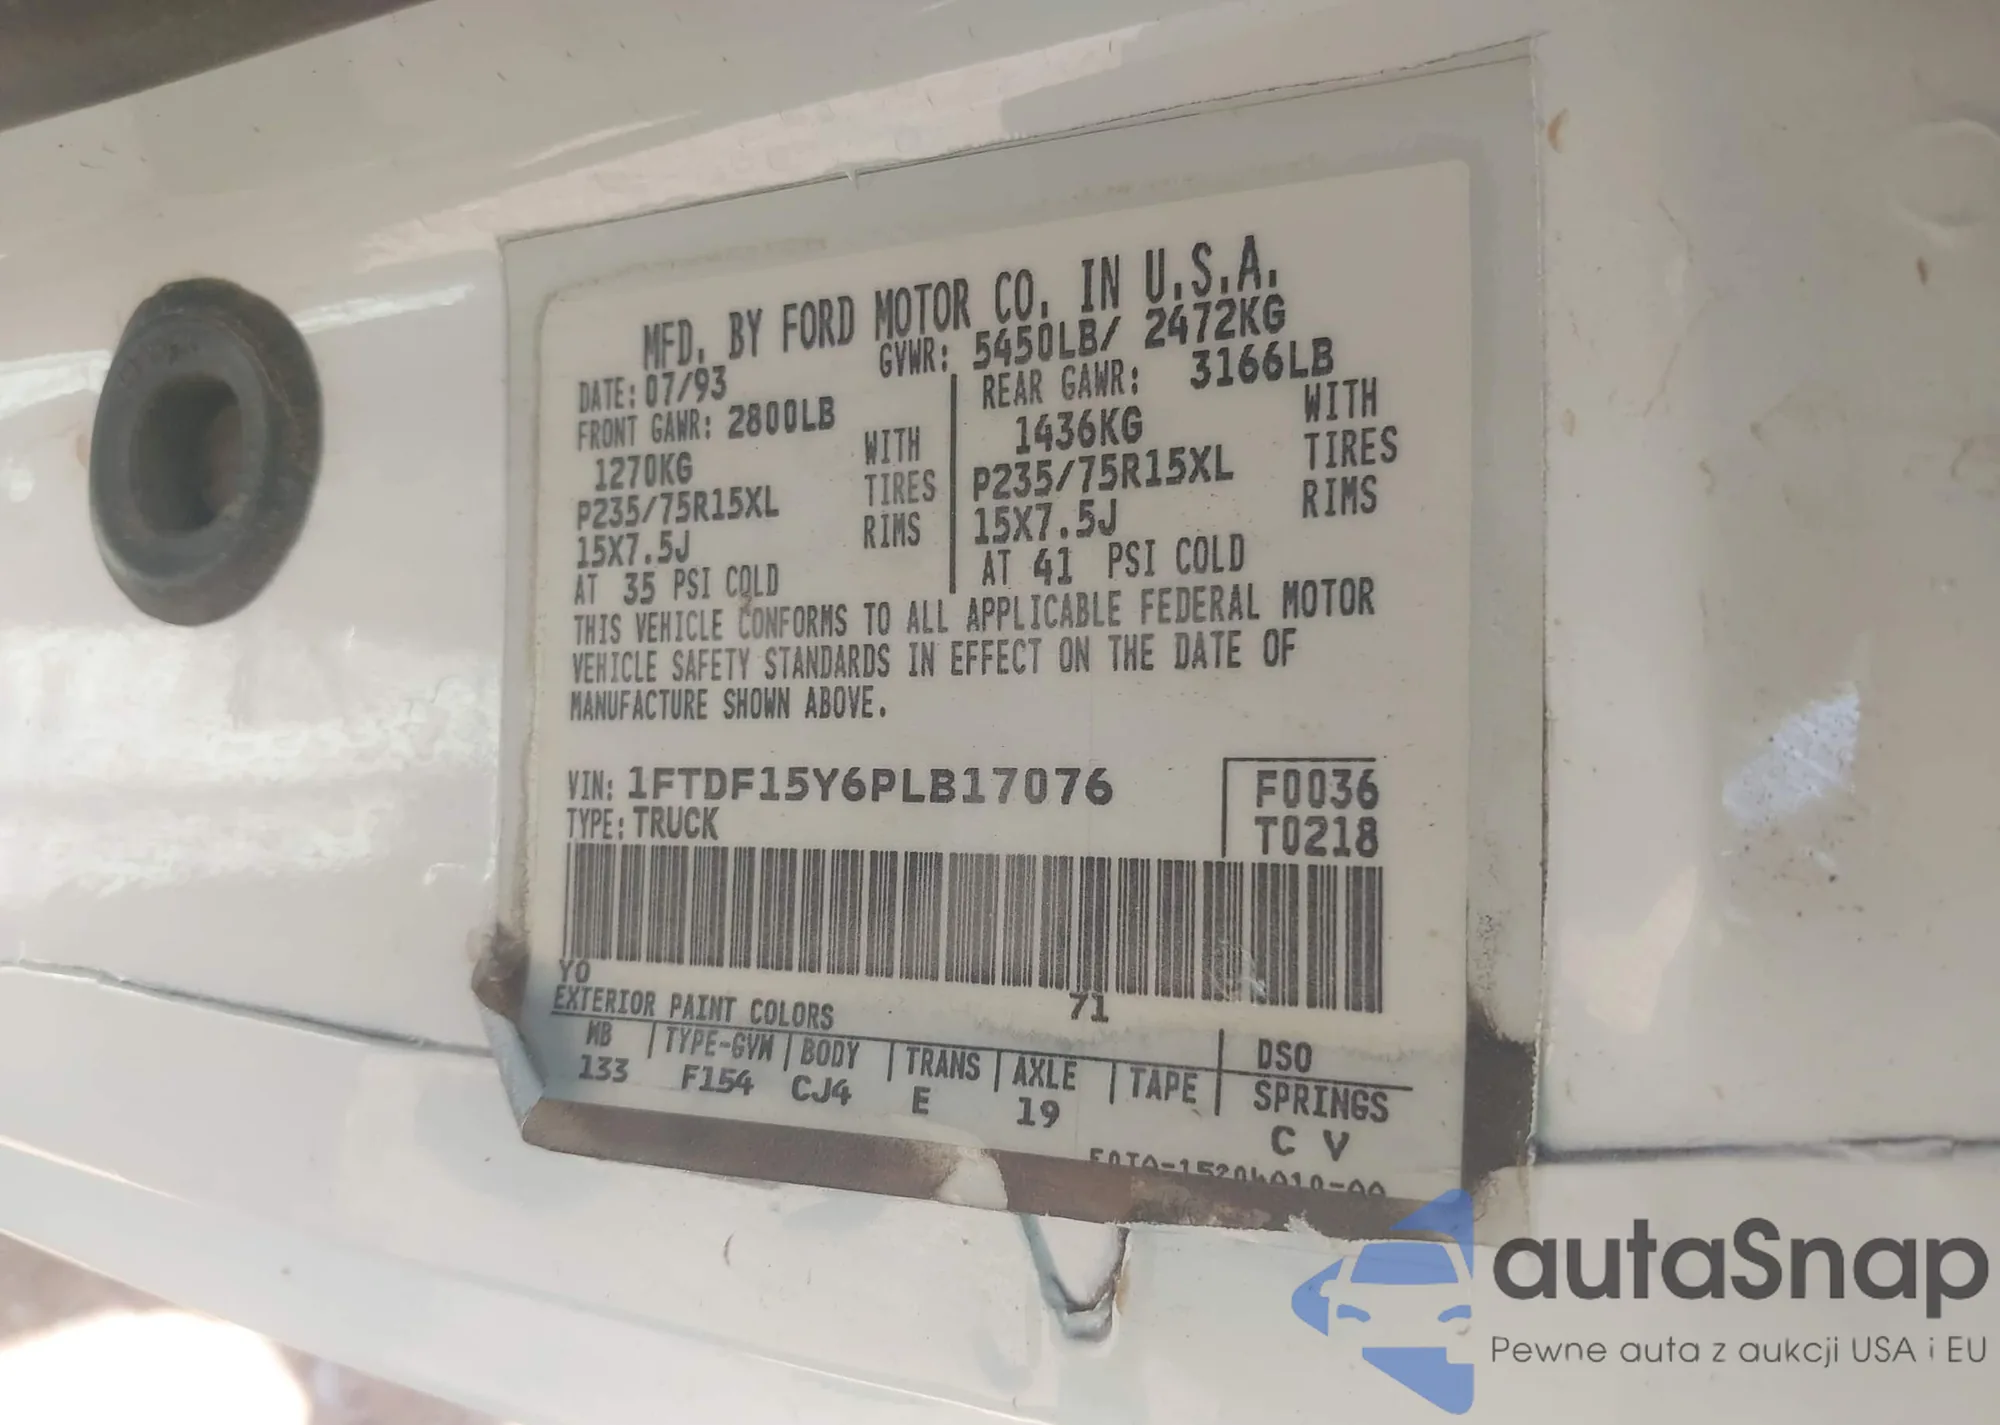 MFD. BY FORD MOTOR CO. IN U.S.A.
DATE: 07/93 GVWR: 5450LB/ 2472KG
FRONT GAWR: 2800LB REAR GAWR: 3166LB
1270KG WITH 1436KG WITH
P235/75R15XL TIRES P235/75R15XL TIRES
15X7.5J RIMS 15X7.5J RIMS
AT 35 PSI COLD AT 41 PSI COLD
THIS VEHICLE CONFORMS TO ALL APPLICABLE FEDERAL MOTOR
VEHICLE SAFETY STANDARDS IN EFFECT ON THE DATE OF
MANUFACTURE SHOWN ABOVE.
VIN: 1FTDF15Y6PLB17076 F0036
TYPE: TRUCK T0218
YO 71
EXTERIOR PAINT COLORS DSO
WB TYPE-GVW BODY TRANS AXLE TAPE SPRINGS
133 F154 CJ4 E 19 C V
autaSnap
Pewne auta z aukcji USA i EU